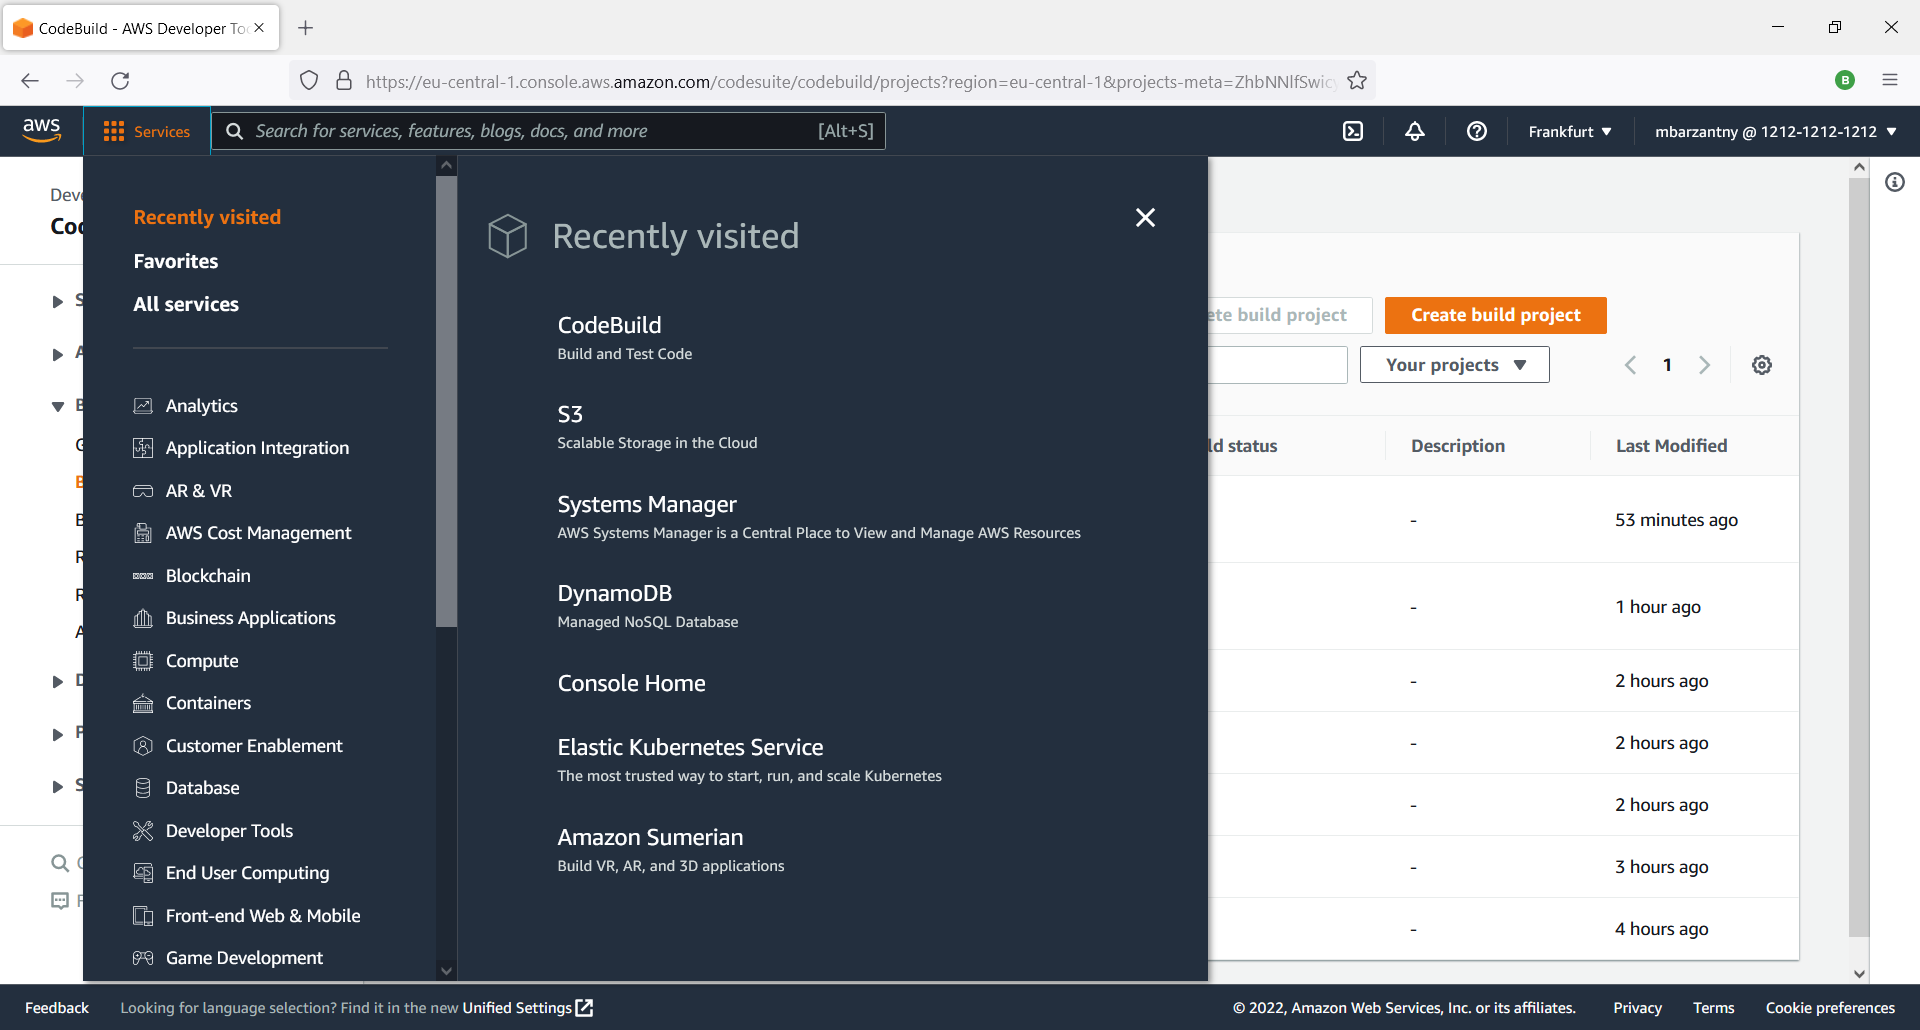 CodeBuild - AWS Developer Too
https://eu-central-1.console.aws.amazon.com/codesuite/codebuild/projects?region=eu-central-1&projects-meta=ZhbNNlfSwicy
B
aws
Services
Search for services, features, blogs, docs, and more [Alt+S]
Frankfurt
mbarzantny @ 1212-1212-1212
Recently visited
Favorites
All services
Analytics
Application Integration
AR & VR
AWS Cost Management
Blockchain
Business Applications
Compute
Containers
Customer Enablement
Database
Developer Tools
End User Computing
Front-end Web & Mobile
Game Development
Recently visited
CodeBuild
Build and Test Code
S3
Scalable Storage in the Cloud
Systems Manager
AWS Systems Manager is a Central Place to View and Manage AWS Resources
DynamoDB
Managed NoSQL Database
Console Home
Elastic Kubernetes Service
The most trusted way to start, run, and scale Kubernetes
Amazon Sumerian
Build VR, AR, and 3D applications
ete build project
Create build project
Your projects
1
ld status Description Last Modified
- 53 minutes ago
- 1 hour ago
- 2 hours ago
- 2 hours ago
- 2 hours ago
- 3 hours ago
- 4 hours ago
Feedback
Looking for language selection? Find it in the new Unified Settings
© 2022, Amazon Web Services, Inc. or its affiliates.
Privacy
Terms
Cookie preferences